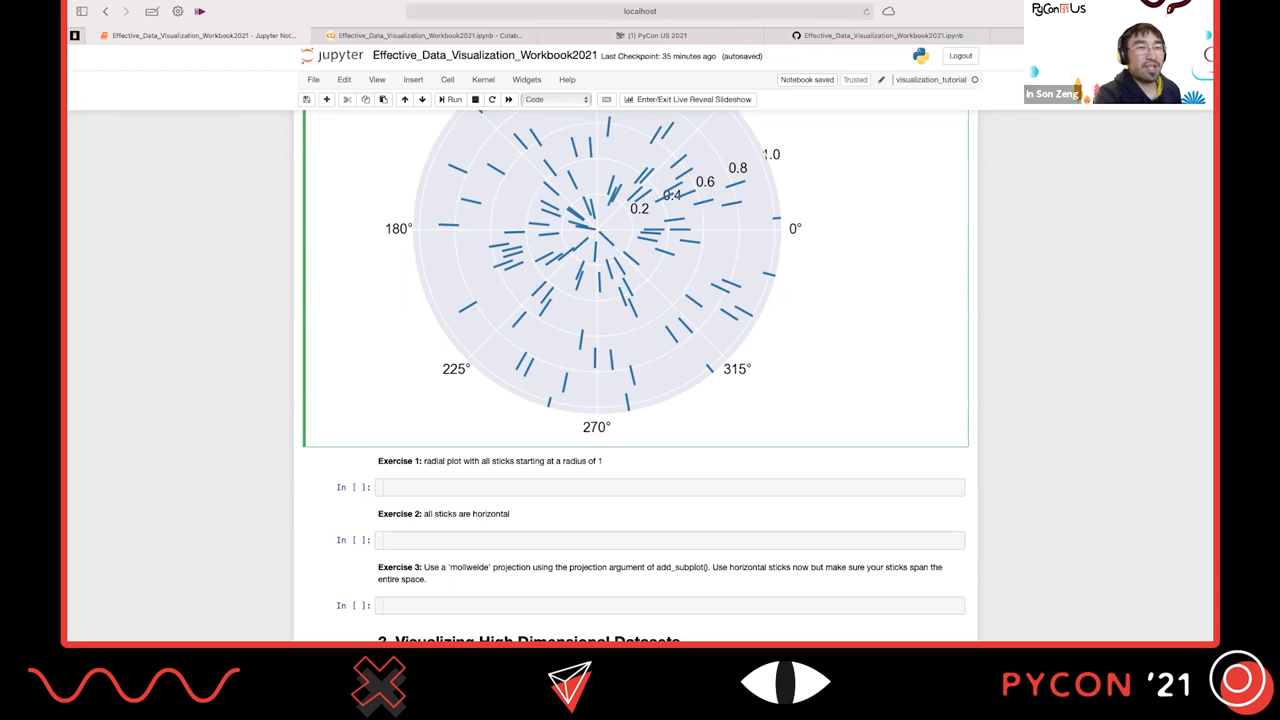 localhost
Effective_Data_Visualization_Workbook2021 - Jupyter Not...
Effective_Data_Visualization_Workbook2021.ipynb - Colab...
(1) PyCon US 2021
Effective_Data_Visualization_Workbook2021.ipynb
PyCon US
In Son Zeng
jupyter Effective_Data_Visualization_Workbook2021 Last Checkpoint: 35 minutes ago (autosaved)
Logout
File Edit View Insert Cell Kernel Widgets Help
Notebook saved Trusted visualization_tutorial
Run Code Enter/Exit Live Reveal Slideshow
1.0
0.8
0.6
0.4
0.2
180°
0°
225°
315°
270°
Exercise 1: radial plot with all sticks starting at a radius of 1
In [ ]:
Exercise 2: all sticks are horizontal
In [ ]:
Exercise 3: Use a 'mollweide' projection using the projection argument of add_subplot(). Use horizontal sticks now but make sure your sticks span the
entire space.
In [ ]:
Visualizing High Dimensional Datasets
PYCON '21